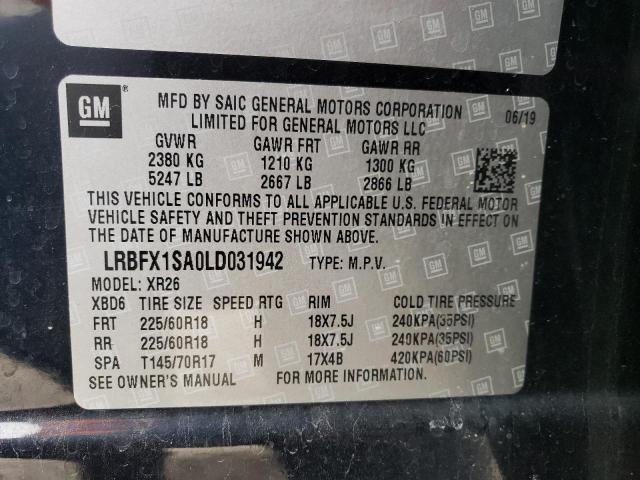 GM
MFD BY SAIC GENERAL MOTORS CORPORATION 06/19
LIMITED FOR GENERAL MOTORS LLC
GVWR GAWR FRT GAWR RR
2380 KG 1210 KG 1300 KG
5247 LB 2667 LB 2866 LB
THIS VEHICLE CONFORMS TO ALL APPLICABLE U.S. FEDERAL MOTOR
VEHICLE SAFETY AND THEFT PREVENTION STANDARDS IN EFFECT ON
THE DATE OF MANUFACTURE SHOWN ABOVE.
LRBFX1SA0LD031942 TYPE: M.P.V.
MODEL: XR26
XBD6 TIRE SIZE SPEED RTG RIM COLD TIRE PRESSURE
FRT 225/60R18 H 18X7.5J 240KPA(35PSI)
RR 225/60R18 H 18X7.5J 240KPA(35PSI)
SPA T145/70R17 M 17X4B 420KPA(60PSI)
SEE OWNER'S MANUAL FOR MORE INFORMATION.